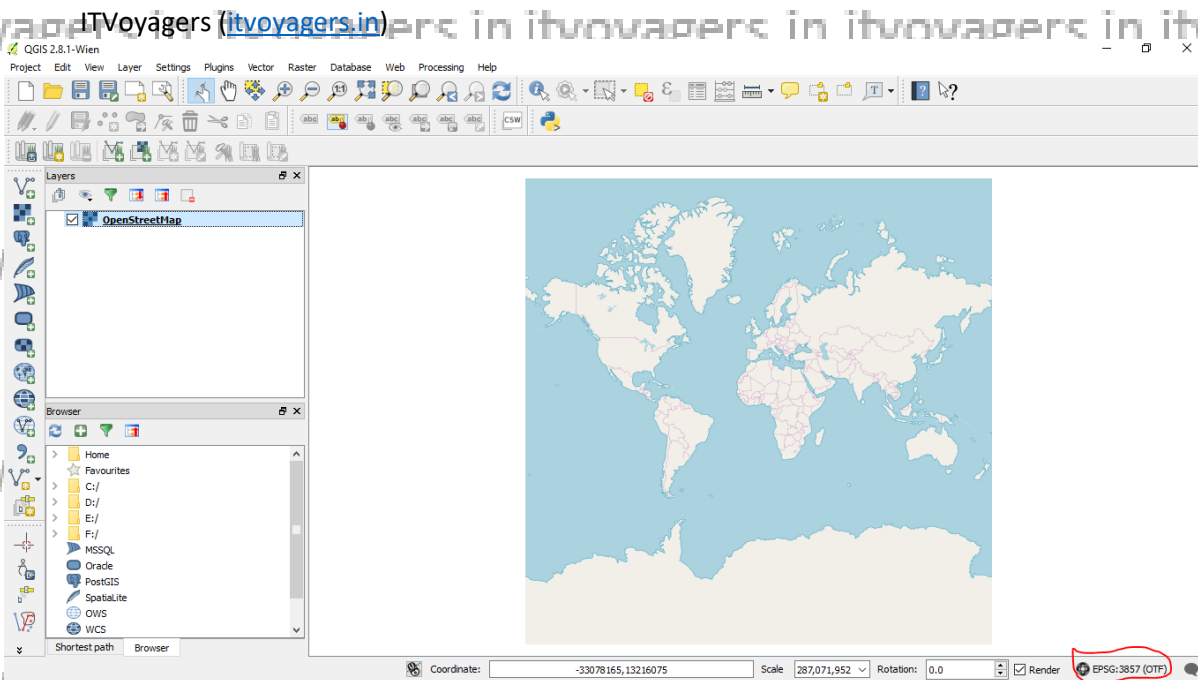 ITVoyagers (itvoyagers.in)
QGIS 2.8.1-Wien
Project Edit View Layer Settings Plugins Vector Raster Database Web Processing Help
CSW
Layers
OpenStreetMap
Browser
Home
Favourites
C:/
D:/
E:/
F:/
MSSQL
Oracle
PostGIS
SpatiaLite
OWS
WCS
Shortest path Browser
Coordinate: -33078165,13216075 Scale 287,071,952 Rotation: 0.0 Render EPSG:3857 (OTF)